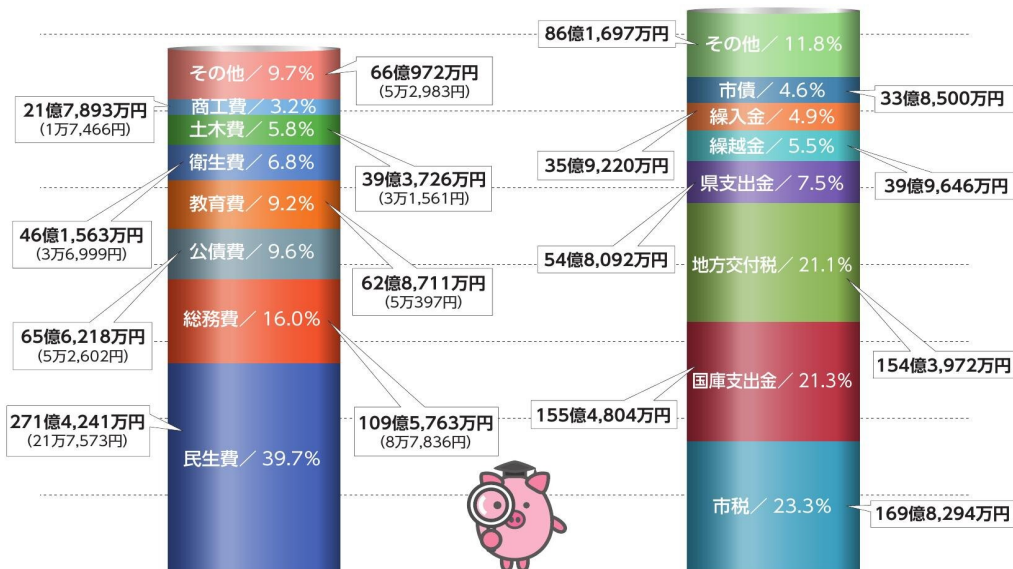 その他／ 9.7%
66億972万円
(5万2,983円)
商工費／ 3.2%
21億7,893万円
(1万7,466円)
土木費／ 5.8%
39億3,726万円
(3万1,561円)
衛生費／ 6.8%
46億1,563万円
(3万6,999円)
教育費／ 9.2%
62億8,711万円
(5万397円)
公債費／ 9.6%
65億6,218万円
(5万2,602円)
総務費／ 16.0%
109億5,763万円
(8万7,836円)
民生費／ 39.7%
271億4,241万円
(21万7,573円)
その他／ 11.8%
86億1,697万円
市債／ 4.6%
33億8,500万円
繰入金／ 4.9%
35億9,220万円
繰越金／ 5.5%
39億9,646万円
県支出金／ 7.5%
54億8,092万円
地方交付税／ 21.1%
154億3,972万円
国庫支出金／ 21.3%
155億4,804万円
市税／ 23.3%
169億8,294万円